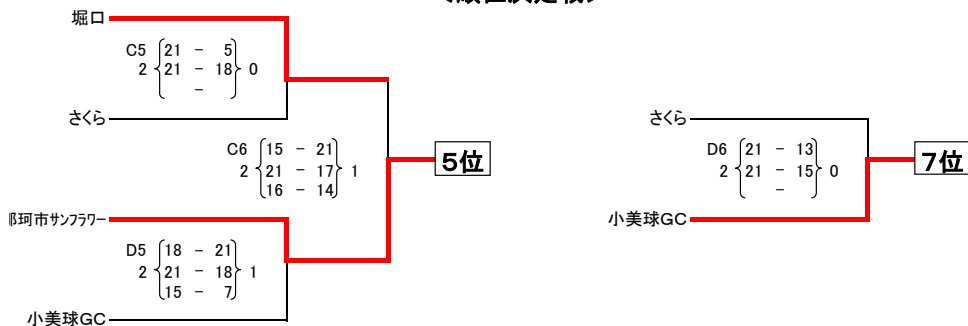 堀口
C5 21 - 5
2 21 - 18 0
-
さくら
C6 15 - 21
2 21 - 17 1
16 - 14
5位
珂市サンフラワー
D5 18 - 21
2 21 - 18 1
15 - 7
小美球GC
さくら
D6 21 - 13
2 21 - 15 0
-
7位
小美球GC